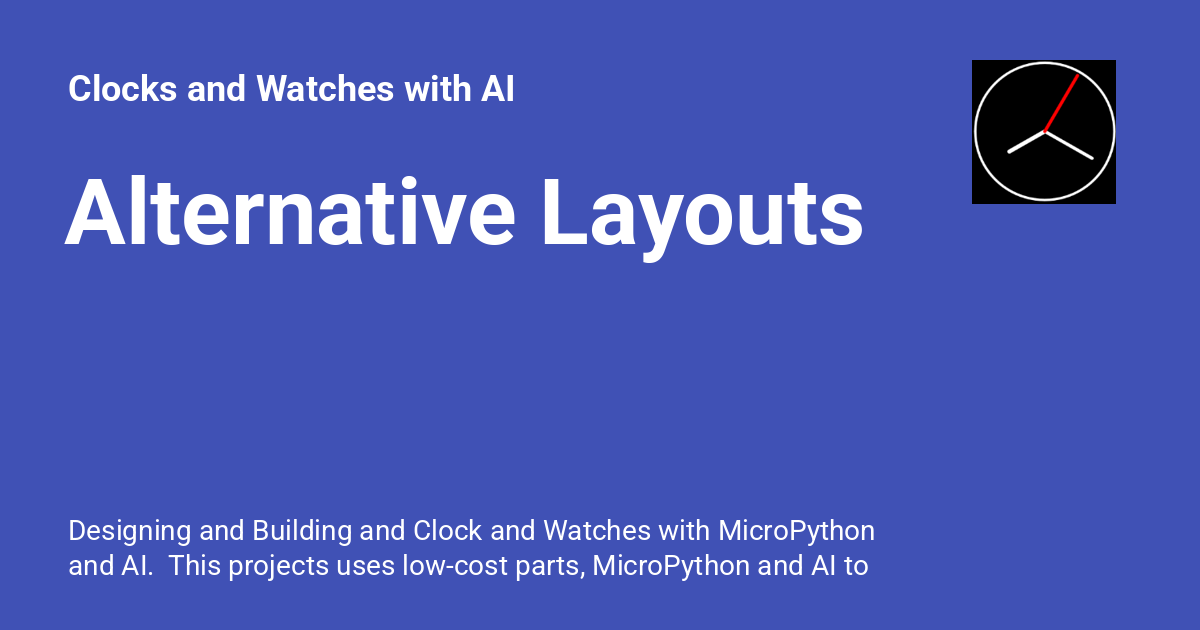 Clocks and Watches with AI
Alternative Layouts
Designing and Building and Clock and Watches with MicroPython
and AI.  This projects uses low-cost parts, MicroPython and AI to